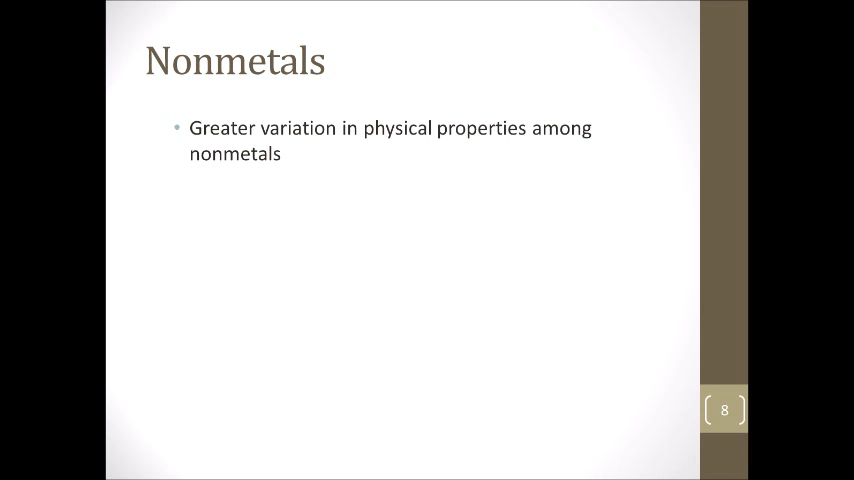 Nonmetals
• Greater variation in physical properties among
nonmetals
8